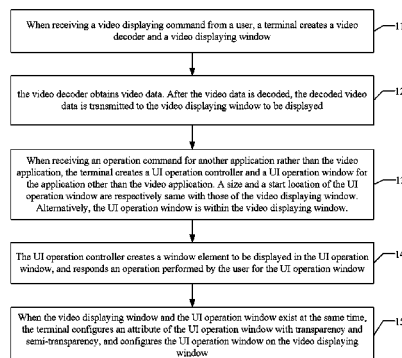 When receiving a video displaying command from a user, a terminal creates a video
decoder and a video displaying window
11
the video decoder obtains video data. After the video data is decoded, the decoded video
data is transmitted to the video displaying window to be displayed
12
When receiving an operation command for another application rather than the video
application, the terminal creates a UI operation controller and a UI operation window for
the application other than the video application. A size and a start location of the UI
operation window are respectively same with those of the video displaying window.
Alternatively, the UI operation window is within the video displaying window.
13
The UI operation controller creates a window element to be displayed in the UI operation
window, and responds an operation performed by the user for the UI operation window
14
When the video displaying window and the UI operation window exist at the same time,
the terminal configures an attribute of the UI operation window with transparency and
semi-transparency, and configures the UI operation window on the video displaying
window
15